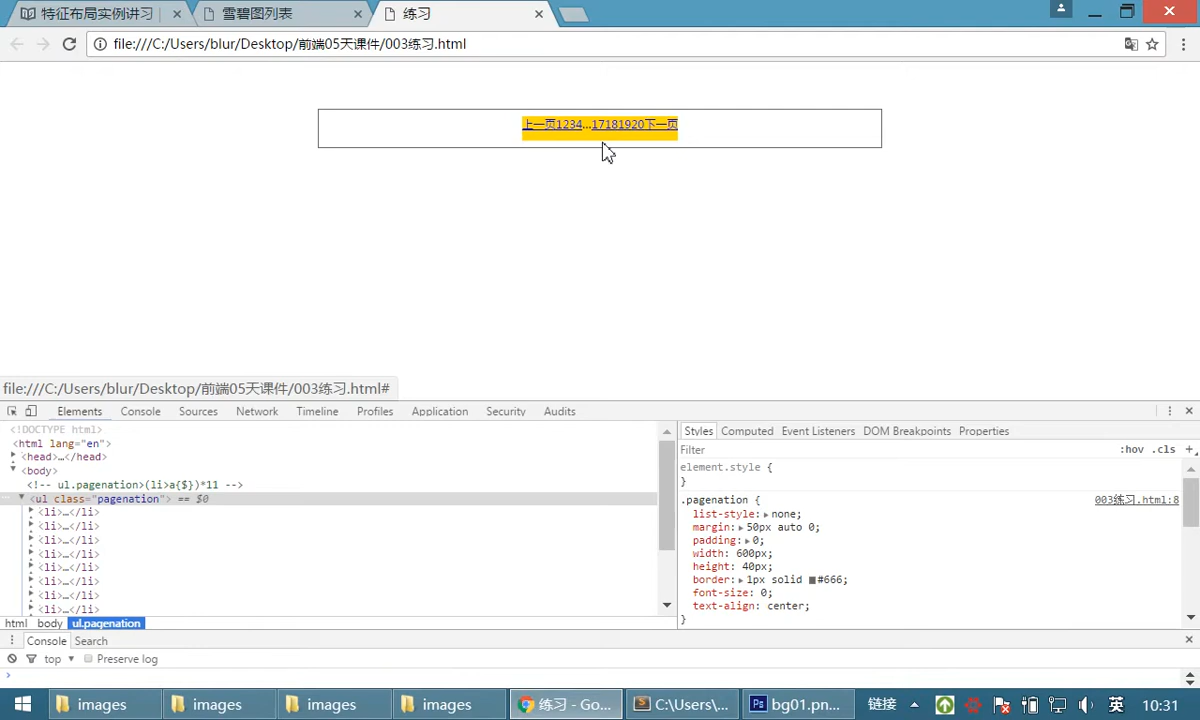 特征布局实例讲习
雪碧图列表
练习
file:///C:/Users/blur/Desktop/前端05天课件/003练习.html
上一页1234...17181920下一页
file:///C:/Users/blur/Desktop/前端05天课件/003练习.html#
Elements Console Sources Network Timeline Profiles Application Security Audits
<!DOCTYPE html>
<html lang="en">
<head>…</head>
<body>
<!-- ul.pagenation>(li>a{$})*11 -->
<ul class="pagenation"> == $0
<li>…</li>
<li>…</li>
<li>…</li>
<li>…</li>
<li>…</li>
<li>…</li>
<li>…</li>
<li>…</li>
html body ul.pagenation
Styles Computed Event Listeners DOM Breakpoints Properties
Filter :hov .cls +
element.style {
}
.pagenation { 003练习.html:8
list-style: none;
margin: 50px auto 0;
padding: 0;
width: 600px;
height: 40px;
border: 1px solid #666;
font-size: 0;
text-align: center;
}
Console Search
top Preserve log
images images images images 练习 - Go... C:\Users\... bg01.pn... 链接 英 10:31